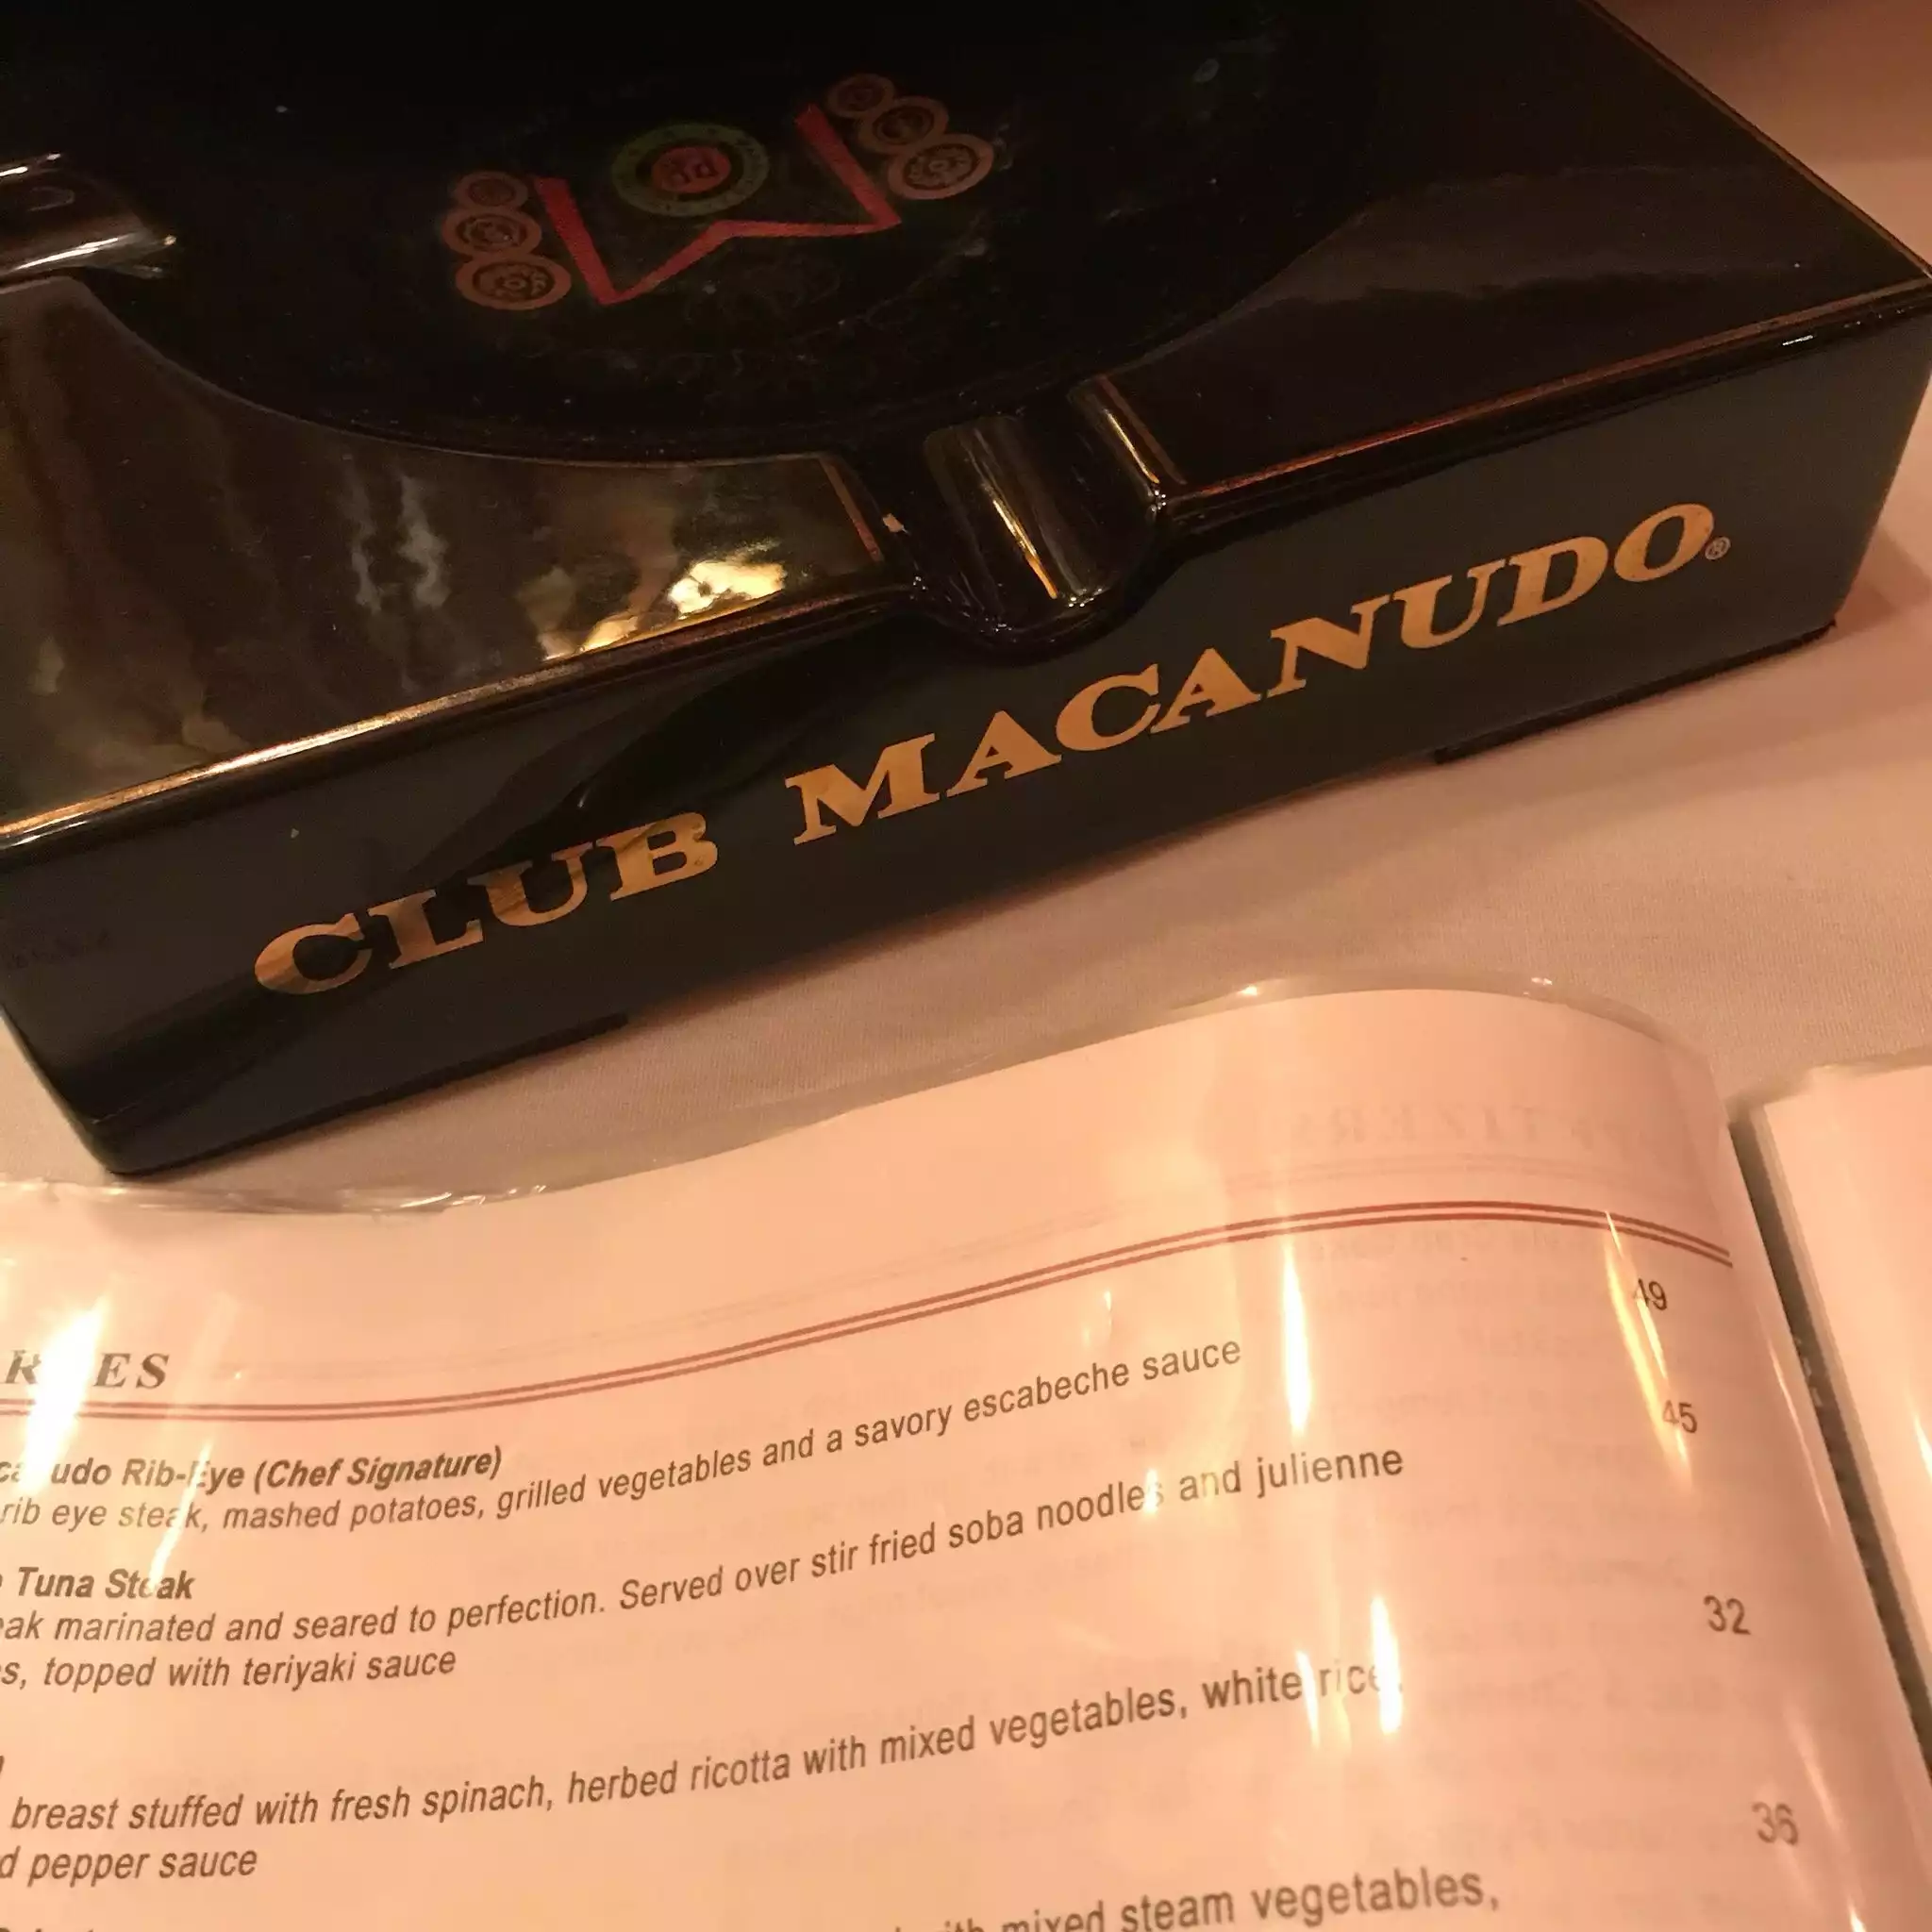 CLUB MACANUDO®
ES
49
udo Rib-Eye (Chef Signature)
rib eye steak, mashed potatoes, grilled vegetables and a savory escabeche sauce
45
Tuna Steak
marinated and seared to perfection. Served over stir fried soba noodles and julienne
s, topped with teriyaki sauce
32
breast stuffed with fresh spinach, herbed ricotta with mixed vegetables, white rice
d pepper sauce
36
mixed steam vegetables,